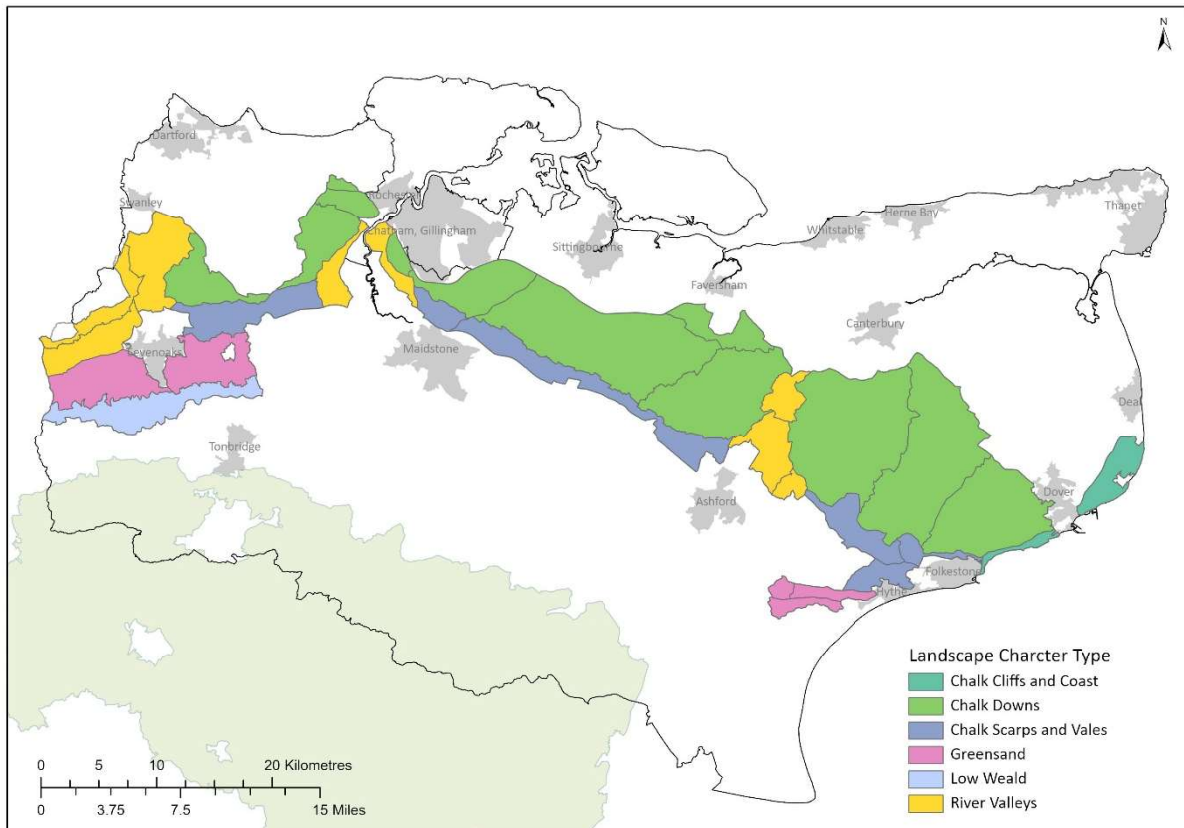 N
Dartford
Swanley
Rochester
Chatham, Gillingham
Sittingbourne
Whitstable
Herne Bay
Thanet
Faversham
Canterbury
Sevenoaks
Maidstone
Deal
Tonbridge
Ashford
Dover
Folkestone
Hythe
Landscape Charcter Type
Chalk Cliffs and Coast
Chalk Downs
Chalk Scarps and Vales
Greensand
Low Weald
River Valleys
0 5 10 20 Kilometres
0 3.75 7.5 15 Miles